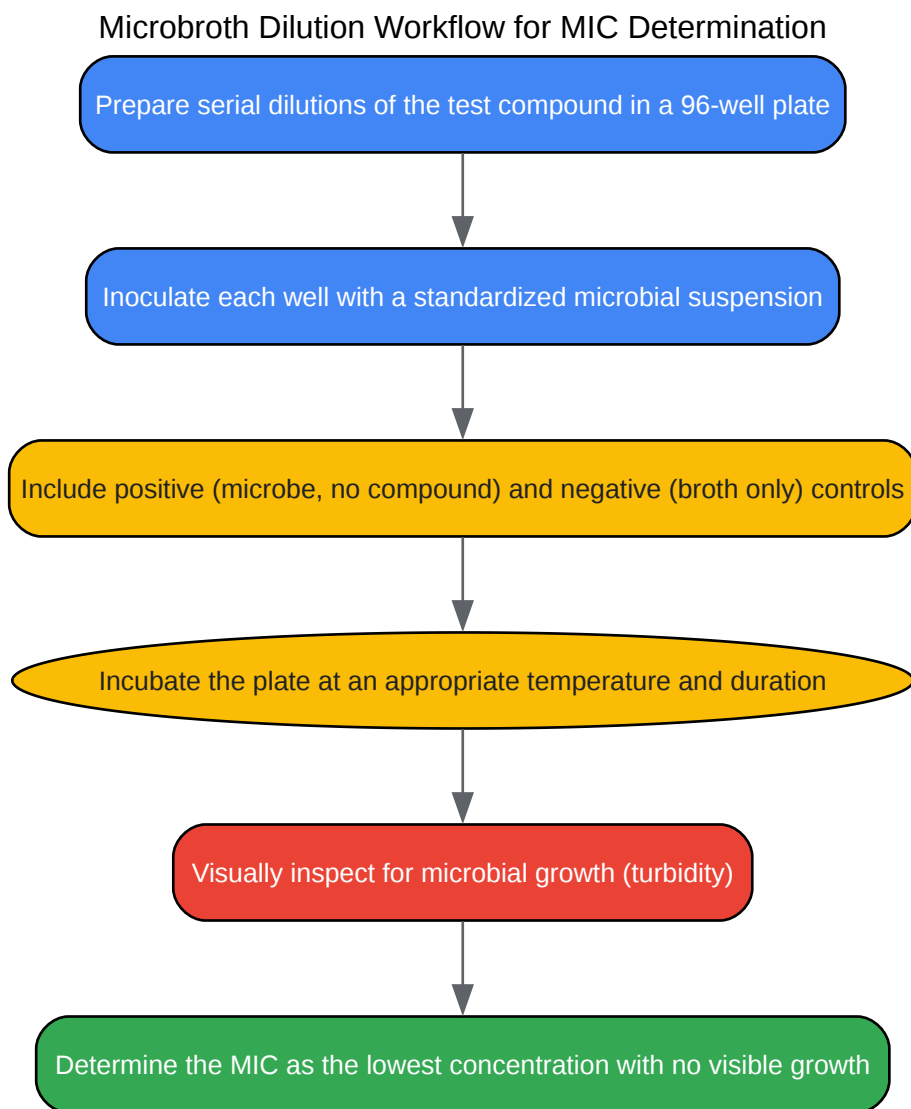 Microbroth Dilution Workflow for MIC Determination
Prepare serial dilutions of the test compound in a 96-well plate
Inoculate each well with a standardized microbial suspension
Include positive (microbe, no compound) and negative (broth only) controls
Incubate the plate at an appropriate temperature and duration
Visually inspect for microbial growth (turbidity)
Determine the MIC as the lowest concentration with no visible growth